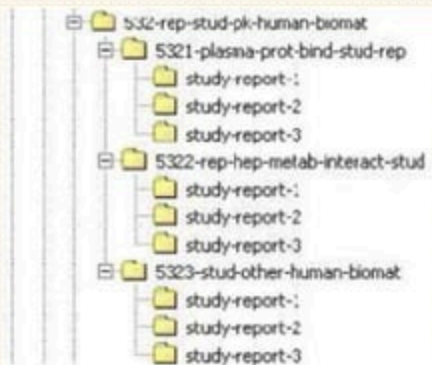 532-rep-stud-pk-human-biomat
5321-plasma-prot-bind-stud-rep
study-report-1
study-report-2
study-report-3
5322-rep-hep-metab-interact-stud
study-report-1
study-report-2
study-report-3
5323-stud-other-human-biomat
study-report-1
study-report-2
study-report-3